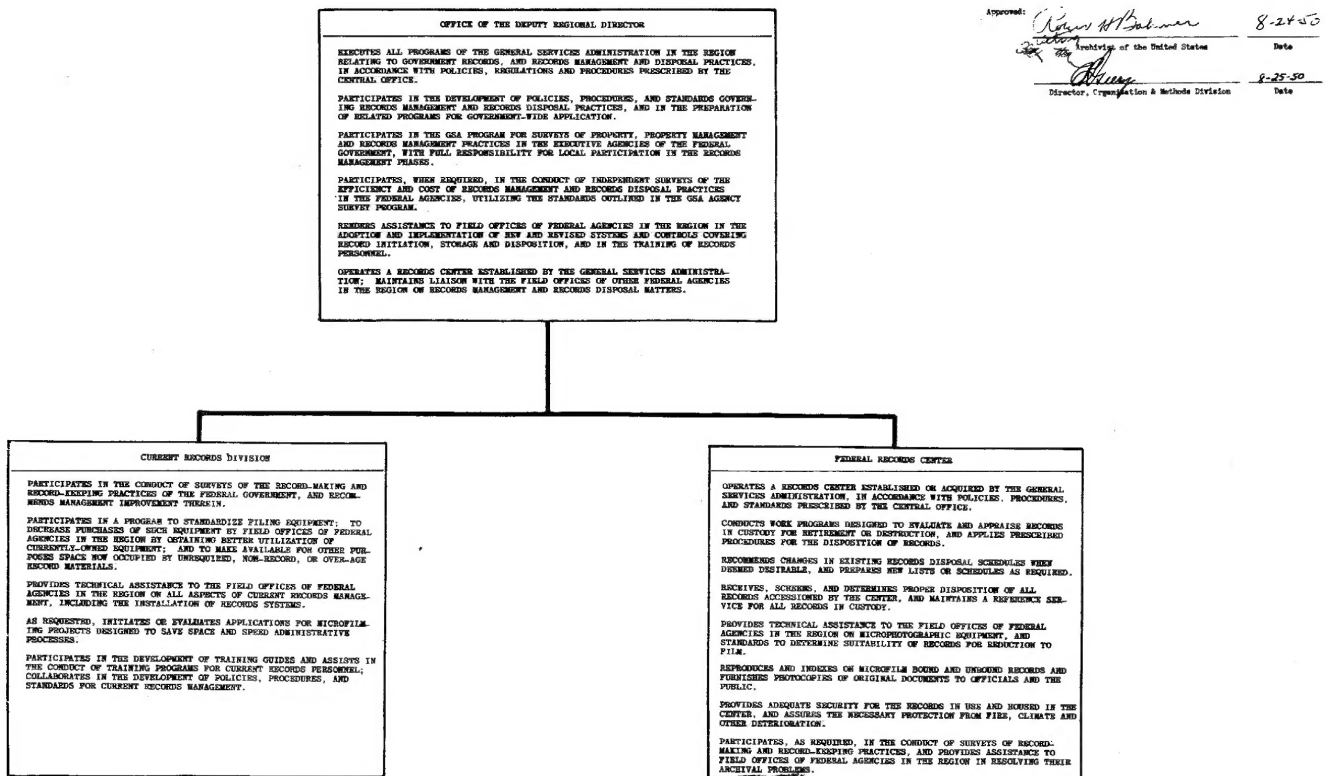 Approved:
8-24-50
Archivist of the United States Date
8-25-50
Director, Organization & Methods Division Date
OFFICE OF THE DEPUTY REGIONAL DIRECTOR
EXECUTES ALL PROGRAMS OF THE GENERAL SERVICES ADMINISTRATION IN THE REGION
RELATING TO GOVERNMENT RECORDS, AND RECORDS MANAGEMENT AND DISPOSAL PRACTICES,
IN ACCORDANCE WITH POLICIES, REGULATIONS AND PROCEDURES PRESCRIBED BY THE
CENTRAL OFFICE.
PARTICIPATES IN THE DEVELOPMENT OF POLICIES, PROCEDURES, AND STANDARDS GOVERN-
ING RECORDS MANAGEMENT AND RECORDS DISPOSAL PRACTICES, AND IN THE PREPARATION
OF RELATED PROGRAMS FOR GOVERNMENT-WIDE APPLICATION.
PARTICIPATES IN THE GSA PROGRAM FOR SURVEYS OF PROPERTY, PROPERTY MANAGEMENT
AND RECORDS MANAGEMENT PRACTICES IN THE EXECUTIVE AGENCIES OF THE FEDERAL
GOVERNMENT, WITH FULL RESPONSIBILITY FOR LOCAL PARTICIPATION IN THE RECORDS
MANAGEMENT PHASES.
PARTICIPATES, WHEN REQUIRED, IN THE CONDUCT OF INDEPENDENT SURVEYS OF THE
EFFICIENCY AND COST OF RECORDS MANAGEMENT AND RECORDS DISPOSAL PRACTICES
IN THE FEDERAL AGENCIES, UTILIZING THE STANDARDS OUTLINED IN THE GSA AGENCY
SURVEY PROGRAM.
RENDERS ASSISTANCE TO FIELD OFFICES OF FEDERAL AGENCIES IN THE REGION IN THE
ADOPTION AND IMPLEMENTATION OF NEW AND REVISED SYSTEMS AND CONTROLS COVERING
RECORD INITIATION, STORAGE AND DISPOSITION, AND IN THE TRAINING OF RECORDS
PERSONNEL.
OPERATES A RECORDS CENTER ESTABLISHED BY THE GENERAL SERVICES ADMINISTRA-
TION; MAINTAINS LIAISON WITH THE FIELD OFFICES OF OTHER FEDERAL AGENCIES
IN THE REGION ON RECORDS MANAGEMENT AND RECORDS DISPOSAL MATTERS.
CURRENT RECORDS DIVISION
PARTICIPATES IN THE CONDUCT OF SURVEYS OF THE RECORD-MAKING AND
RECORD-KEEPING PRACTICES OF THE FEDERAL GOVERNMENT, AND RECOM-
MENDS MANAGEMENT IMPROVEMENT THEREIN.
PARTICIPATES IN A PROGRAM TO STANDARDIZE FILING EQUIPMENT; TO
DECREASE PURCHASES OF SUCH EQUIPMENT BY FIELD OFFICES OF FEDERAL
AGENCIES IN THE REGION BY OBTAINING BETTER UTILIZATION OF
CURRENTLY-OWNED EQUIPMENT; AND TO MAKE AVAILABLE FOR OTHER PUR-
POSES SPACE NOW OCCUPIED BY UNREQUIRED, NON-RECORD, OR OVER-AGE
RECORD MATERIALS.
PROVIDES TECHNICAL ASSISTANCE TO THE FIELD OFFICES OF FEDERAL
AGENCIES IN THE REGION ON ALL ASPECTS OF CURRENT RECORDS MANAGE-
MENT, INCLUDING THE INSTALLATION OF RECORDS SYSTEMS.
AS REQUESTED, INITIATES OR EVALUATES APPLICATIONS FOR MICROFILM-
ING PROJECTS DESIGNED TO SAVE SPACE AND SPEED ADMINISTRATIVE
PROCESSES.
PARTICIPATES IN THE DEVELOPMENT OF TRAINING GUIDES AND ASSISTS IN
THE CONDUCT OF TRAINING PROGRAMS FOR CURRENT RECORDS PERSONNEL;
COLLABORATES IN THE DEVELOPMENT OF POLICIES, PROCEDURES, AND
STANDARDS FOR CURRENT RECORDS MANAGEMENT.
FEDERAL RECORDS CENTER
OPERATES A RECORDS CENTER ESTABLISHED OR ACQUIRED BY THE GENERAL
SERVICES ADMINISTRATION, IN ACCORDANCE WITH POLICIES, PROCEDURES,
AND STANDARDS PRESCRIBED BY THE CENTRAL OFFICE.
CONDUCTS WORK PROGRAMS DESIGNED TO EVALUATE AND APPRAISE RECORDS
IN CUSTODY FOR RETIREMENT OR DESTRUCTION, AND APPLIES PRESCRIBED
PROCEDURES FOR THE DISPOSITION OF RECORDS.
RECOMMENDS CHANGES IN EXISTING RECORDS DISPOSAL SCHEDULES WHEN
DEEMED DESIRABLE, AND PREPARES NEW LISTS OR SCHEDULES AS REQUIRED.
RECEIVES, SCREENS, AND DETERMINES PROPER DISPOSITION OF ALL
RECORDS ACCESSIONED BY THE CENTER, AND MAINTAINS A REFERENCE SER-
VICE FOR ALL RECORDS IN CUSTODY.
PROVIDES TECHNICAL ASSISTANCE TO THE FIELD OFFICES OF FEDERAL
AGENCIES IN THE REGION ON MICROPHOTOGRAPHIC EQUIPMENT, AND
STANDARDS TO DETERMINE SUITABILITY OF RECORDS FOR REDUCTION TO
FILM.
REPRODUCES AND INDEXES ON MICROFILM BOUND AND UNBOUND RECORDS AND
FURNISHES PHOTOCOPIES OF ORIGINAL DOCUMENTS TO OFFICIALS AND THE
PUBLIC.
PROVIDES ADEQUATE SECURITY FOR THE RECORDS IN USE AND HOUSED IN THE
CENTER, AND ASSURES THE NECESSARY PROTECTION FROM FIRE, CLIMATE AND
OTHER DETERIORATION.
PARTICIPATES, AS REQUIRED, IN THE CONDUCT OF SURVEYS OF RECORD-
MAKING AND RECORD-KEEPING PRACTICES, AND PROVIDES ASSISTANCE TO
FIELD OFFICES OF FEDERAL AGENCIES IN THE REGION IN RESOLVING THEIR
ARCHIVAL PROBLEMS.